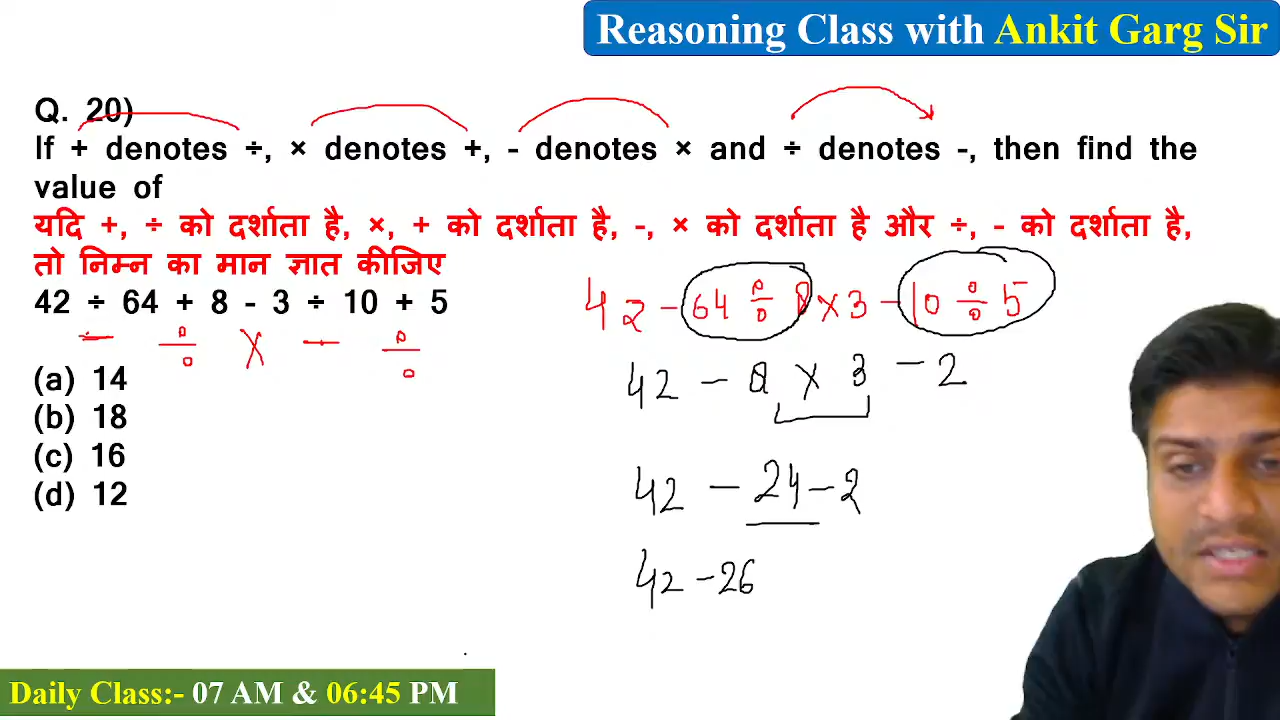 Reasoning Class with Ankit Garg Sir
Q. 20)
If + denotes ÷, × denotes +, - denotes × and ÷ denotes -, then find the
value of
यदि +, ÷ को दर्शाता है, ×, + को दर्शाता है, -, × को दर्शाता है और ÷, - को दर्शाता है,
तो निम्न का मान ज्ञात कीजिए
42 ÷ 64 + 8 - 3 ÷ 10 + 5
- ÷ × - ÷
(a) 14
(b) 18
(c) 16
(d) 12
42 - 64 ÷ 8 × 3 - 10 ÷ 5
42 - 8 × 3 - 2
42 - 24 - 2
42 - 26
Daily Class:- 07 AM & 06:45 PM